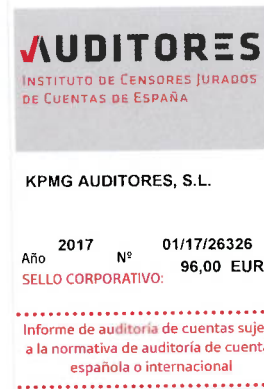 AUDITORES
INSTITUTO DE CENSORES JURADOS
DE CUENTAS DE ESPAÑA
KPMG AUDITORES, S.L.
Año 2017 Nº 01/17/26326
96,00 EUR
SELLO CORPORATIVO:
Informe de auditoría de cuentas suje
a la normativa de auditoría de cuenta
española o internacional